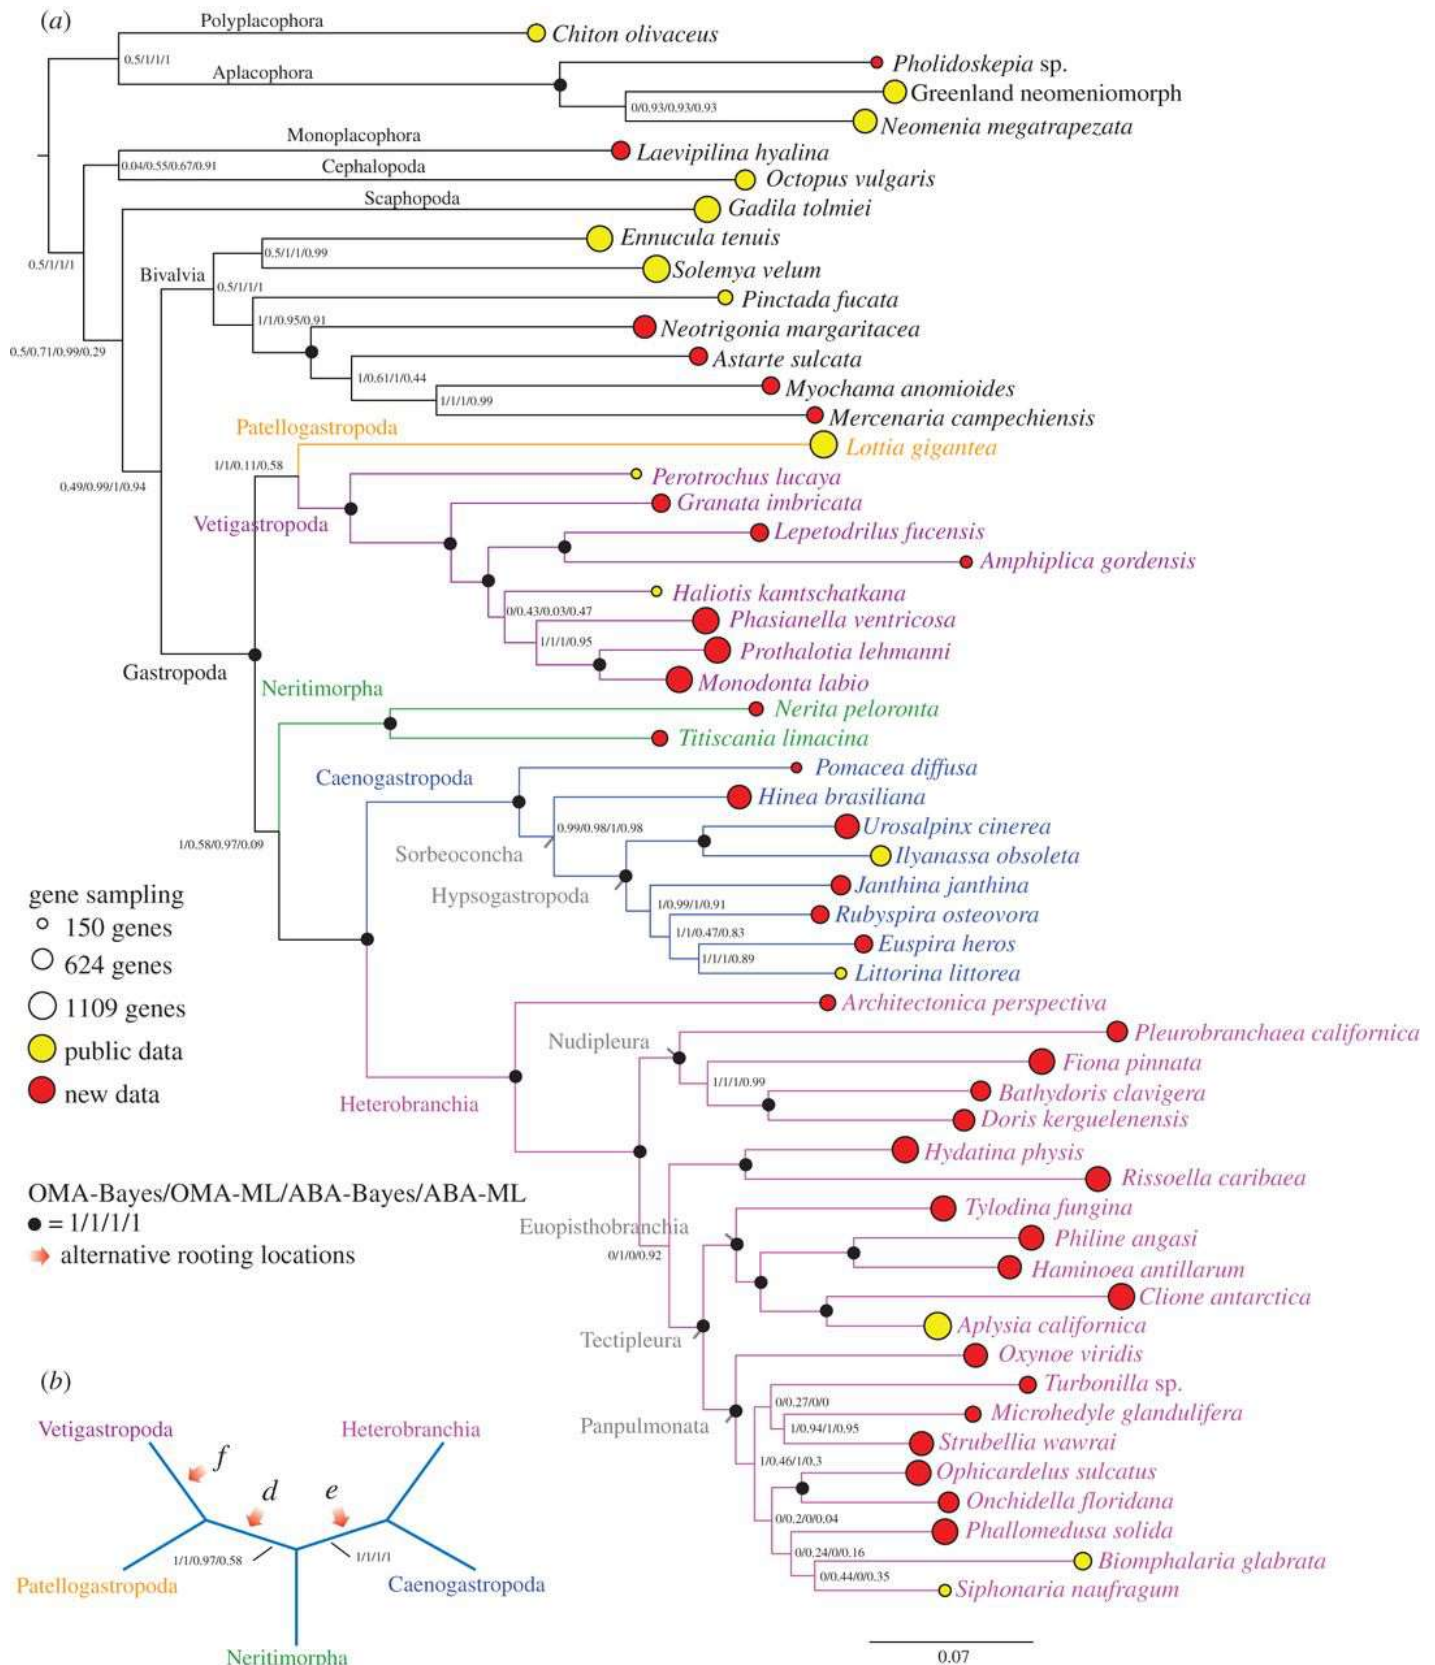 (a)
Polyplacophora
Chiton olivaceus
0.5/1/1/1
Aplacophora
Pholidoskepia sp.
Greenland neomeniomorph
0/0.93/0.93/0.93
Neomenia megatrapezata
Monoplacophora
Laevipilina hyalina
0.04/0.55/0.67/0.91
Cephalopoda
Octopus vulgaris
Scaphopoda
Gadila tolmiei
Ennucula tenuis
0.5/1/1/0.99
0.5/1/1/1
Bivalvia
Solemya velum
0.5/1/1/1
Pinctada fucata
1/1/0.95/0.91
Neotrigonia margaritacea
0.5/0.71/0.99/0.29
Astarte sulcata
1/0.61/1/0.44
Myochama anomioides
1/1/1/0.99
Mercenaria campechiensis
Patellogastropoda
Lottia gigantea
1/1/0.11/0.58
Perotrochus lucaya
0.49/0.99/1/0.94
Granata imbricata
Vetigastropoda
Lepetodrilus fucensis
Amphiplica gordensis
Haliotis kamtschatkana
0/0.43/0.03/0.47
Phasianella ventricosa
1/1/1/0.95
Prothalotia lehmanni
Gastropoda
Monodonta labio
Neritimorpha
Nerita peloronta
Titiscania limacina
Caenogastropoda
Pomacea diffusa
Hinea brasiliana
0.99/0.98/1/0.98
Urosalpinx cinerea
1/0.58/0.97/0.09
Sorbeoconcha
Ilyanassa obsoleta
Hypsogastropoda
Janthina janthina
1/0.99/1/0.91
Rubyspira osteovora
1/1/0.47/0.83
Euspira heros
1/1/1/0.89
Littorina littorea
gene sampling
150 genes
624 genes
1109 genes
public data
new data
Architectonica perspectiva
Nudipleura
Pleurobranchaea californica
Fiona pinnata
1/1/1/0.99
Bathydoris clavigera
Heterobranchia
Doris kerguelenensis
Hydatina physis
Rissoella caribaea
OMA-Bayes/OMA-ML/ABA-Bayes/ABA-ML
= 1/1/1/1
alternative rooting locations
Tylodina fungina
Euopisthobranchia
0/1/0/0.92
Philine angasi
Haminoea antillarum
Clione antarctica
Aplysia californica
Tectipleura
Oxynoe viridis
Turbonilla sp.
0/0.27/0/0
Microhedyle glandulifera
Panpulmonata
1/0.94/1/0.95
Strubellia wawrai
1/0.46/1/0.3
Ophicardelus sulcatus
Onchidella floridana
0/0.2/0/0.04
Phallomedusa solida
0/0.24/0/0.16
Biomphalaria glabrata
0/0.44/0/0.35
Siphonaria naufragum
0.07
(b)
Vetigastropoda
Heterobranchia
f
d
e
1/1/0.97/0.58
1/1/1/1
Patellogastropoda
Caenogastropoda
Neritimorpha